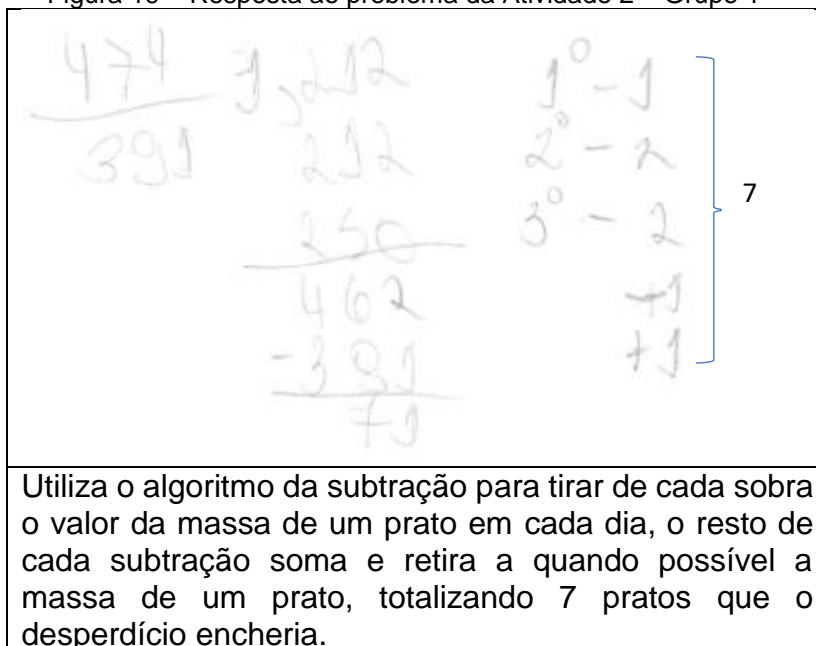 Figura 10 – Resposta ao problema da Atividade 2 – Grupo 1
474
391
1,212
212
250
462
-391
71
1º - 1
2º - 2
3º - 2
+1
+1
7
Utiliza o algoritmo da subtração para tirar de cada sobra
o valor da massa de um prato em cada dia, o resto de
cada subtração soma e retira a quando possível a
massa de um prato, totalizando 7 pratos que o
desperdício encheria.